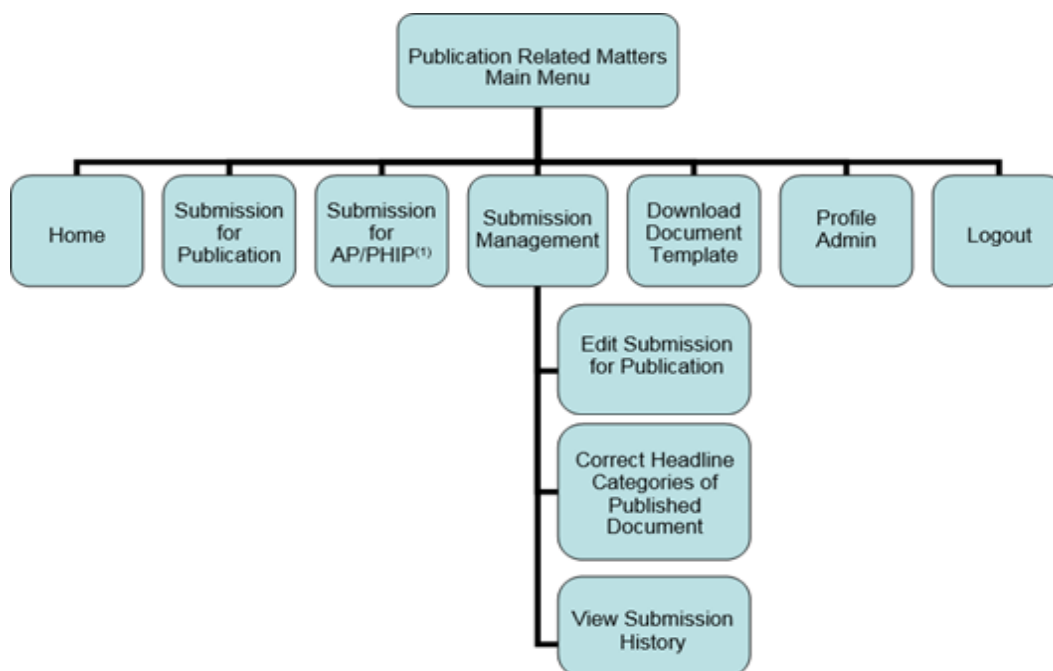 Publication Related Matters
Main Menu
Home
Submission
for
Publication
Submission
for
AP/PHIP(1)
Submission
Management
Download
Document
Template
Profile
Admin
Logout
Edit Submission
for Publication
Correct Headline
Categories of
Published
Document
View Submission
History